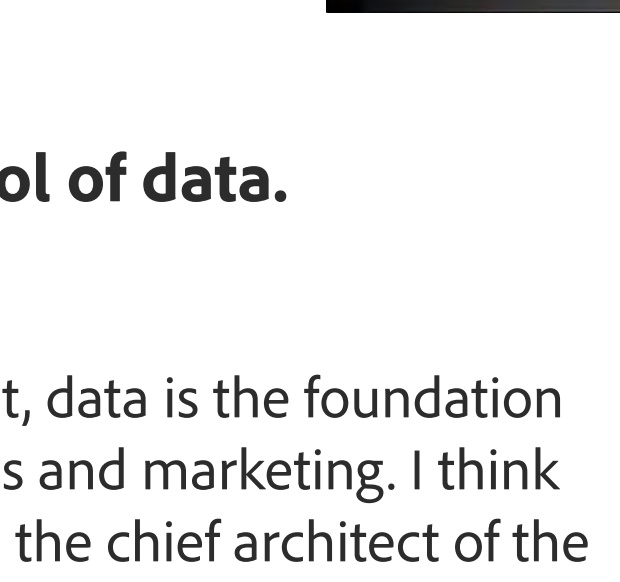 ol of data.
t, data is the foundation
s and marketing. I think
the chief architect of the